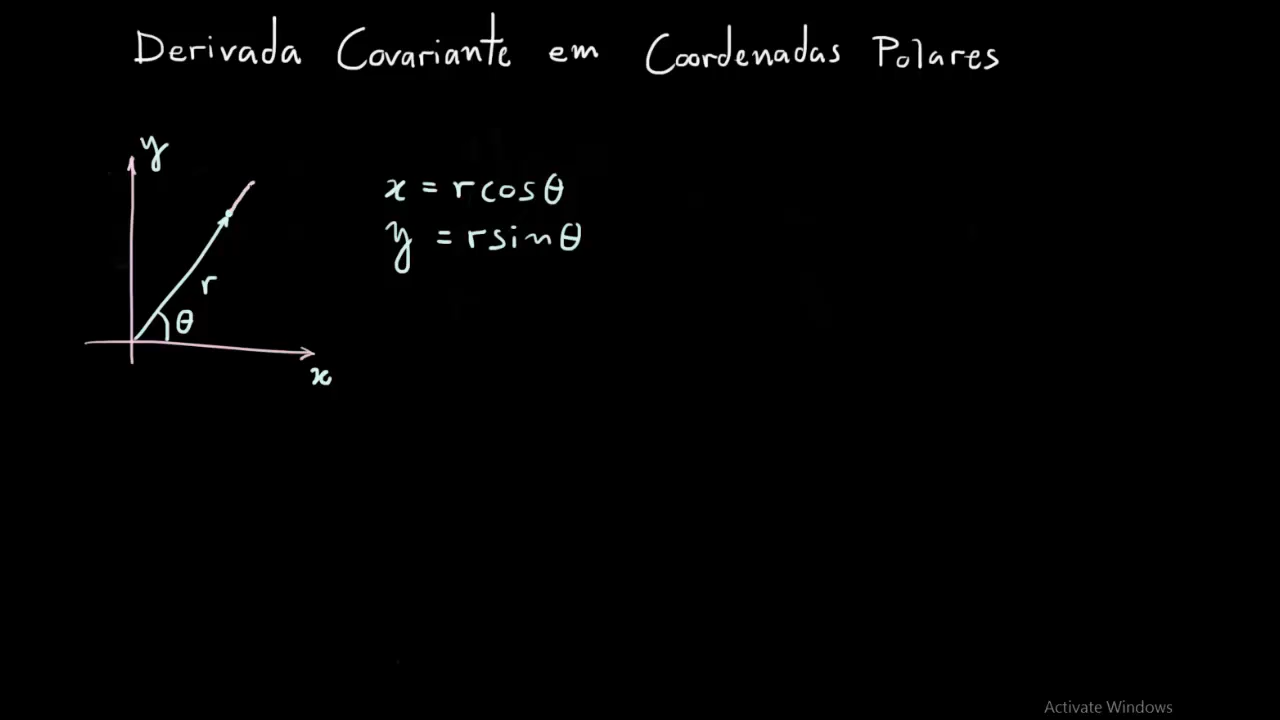 Derivada Covariante em Coordenadas Polares
y
x = r cos θ
y = r sin θ
r
θ
x
Activate Windows